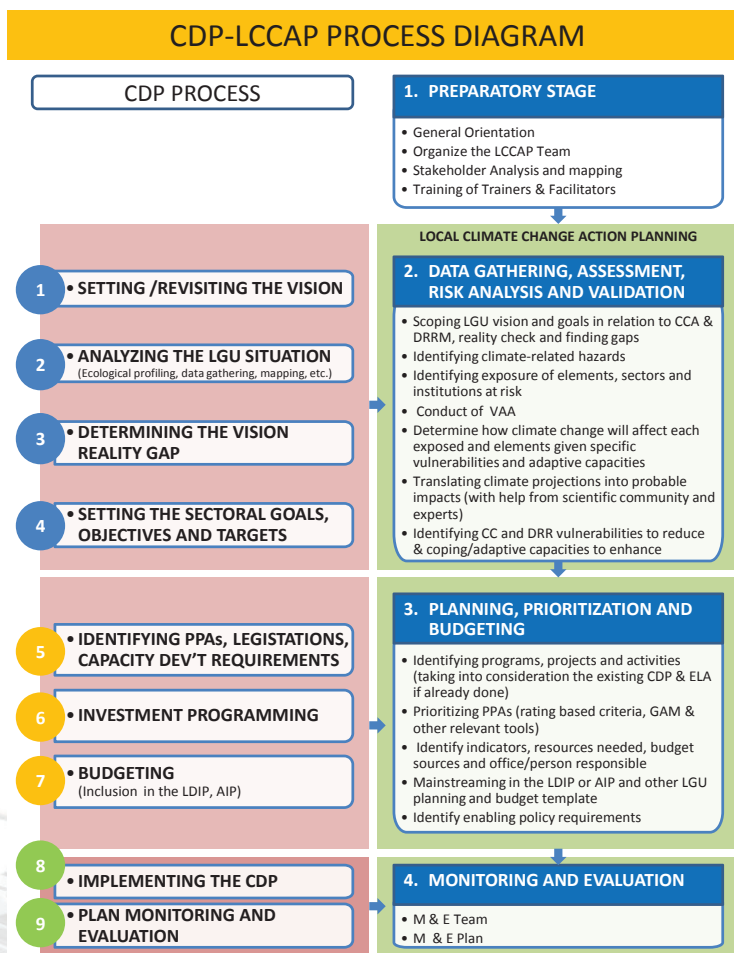 CDP-LCCAP PROCESS DIAGRAM
CDP PROCESS
1. PREPARATORY STAGE
• General Orientation
• Organize the LCCAP Team
• Stakeholder Analysis and mapping
• Training of Trainers & Facilitators
LOCAL CLIMATE CHANGE ACTION PLANNING
1
• SETTING /REVISITING THE VISION
2
• ANALYZING THE LGU SITUATION
(Ecological profiling, data gathering, mapping, etc.)
3
• DETERMINING THE VISION
REALITY GAP
4
• SETTING THE SECTORAL GOALS,
OBJECTIVES AND TARGETS
2. DATA GATHERING, ASSESSMENT,
RISK ANALYSIS AND VALIDATION
• Scoping LGU vision and goals in relation to CCA &
DRRM, reality check and finding gaps
• Identifying climate-related hazards
• Identifying exposure of elements, sectors and
institutions at risk
• Conduct of VAA
• Determine how climate change will affect each
exposed and elements given specific
vulnerabilities and adaptive capacities
• Translating climate projections into probable
impacts (with help from scientific community and
experts)
• Identifying CC and DRR vulnerabilities to reduce
& coping/adaptive capacities to enhance
5
• IDENTIFYING PPAs, LEGISTATIONS,
CAPACITY DEV'T REQUIREMENTS
6
• INVESTMENT PROGRAMMING
7
• BUDGETING
(Inclusion in the LDIP, AIP)
3. PLANNING, PRIORITIZATION AND
BUDGETING
• Identifying programs, projects and activities
(taking into consideration the existing CDP & ELA
if already done)
• Prioritizing PPAs (rating based criteria, GAM &
other relevant tools)
• Identify indicators, resources needed, budget
sources and office/person responsible
• Mainstreaming in the LDIP or AIP and other LGU
planning and budget template
• Identify enabling policy requirements
8
• IMPLEMENTING THE CDP
9
• PLAN MONITORING AND
EVALUATION
4. MONITORING AND EVALUATION
• M & E Team
• M & E Plan